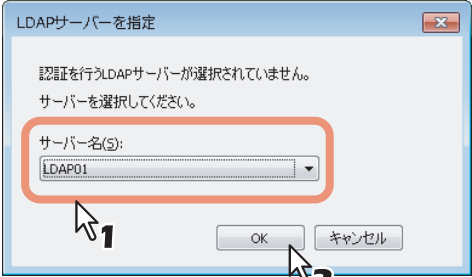 LDAPサーバーを指定
認証を行うLDAPサーバーが選択されていません。
サーバーを選択してください。
サーバー名(S):
LDAP01
1
OK
キャンセル